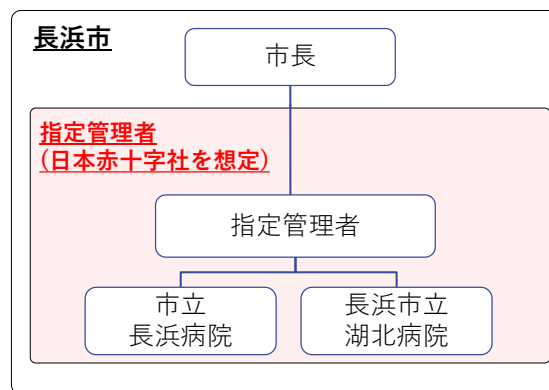 長浜市
市長
指定管理者
(日本赤十字社を想定)
指定管理者
市立
長浜病院
長浜市立
湖北病院